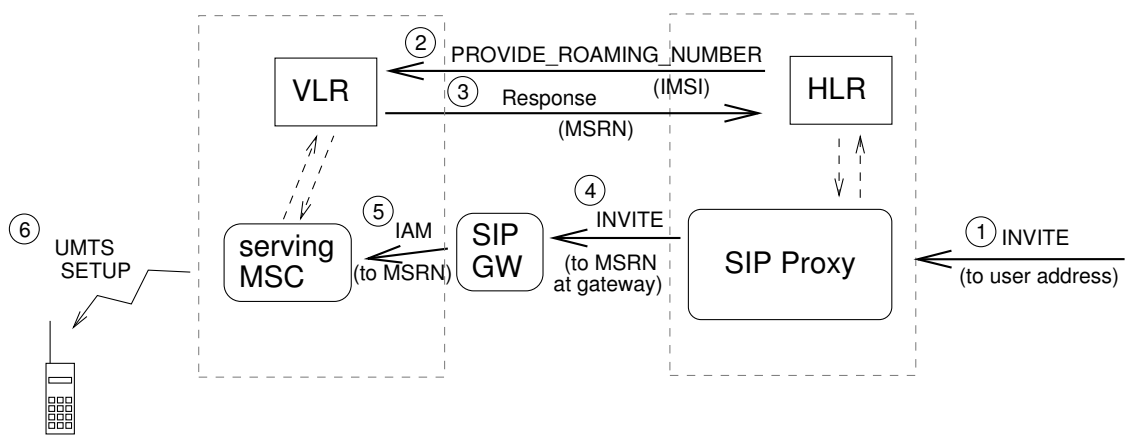 2 PROVIDE_ROAMING_NUMBER
(IMSI)
VLR
HLR
3 Response
(MSRN)
4 INVITE
(to MSRN
at gateway)
5 IAM
(to MSRN)
SIP
GW
serving
MSC
SIP Proxy
1 INVITE
(to user address)
6 UMTS
SETUP